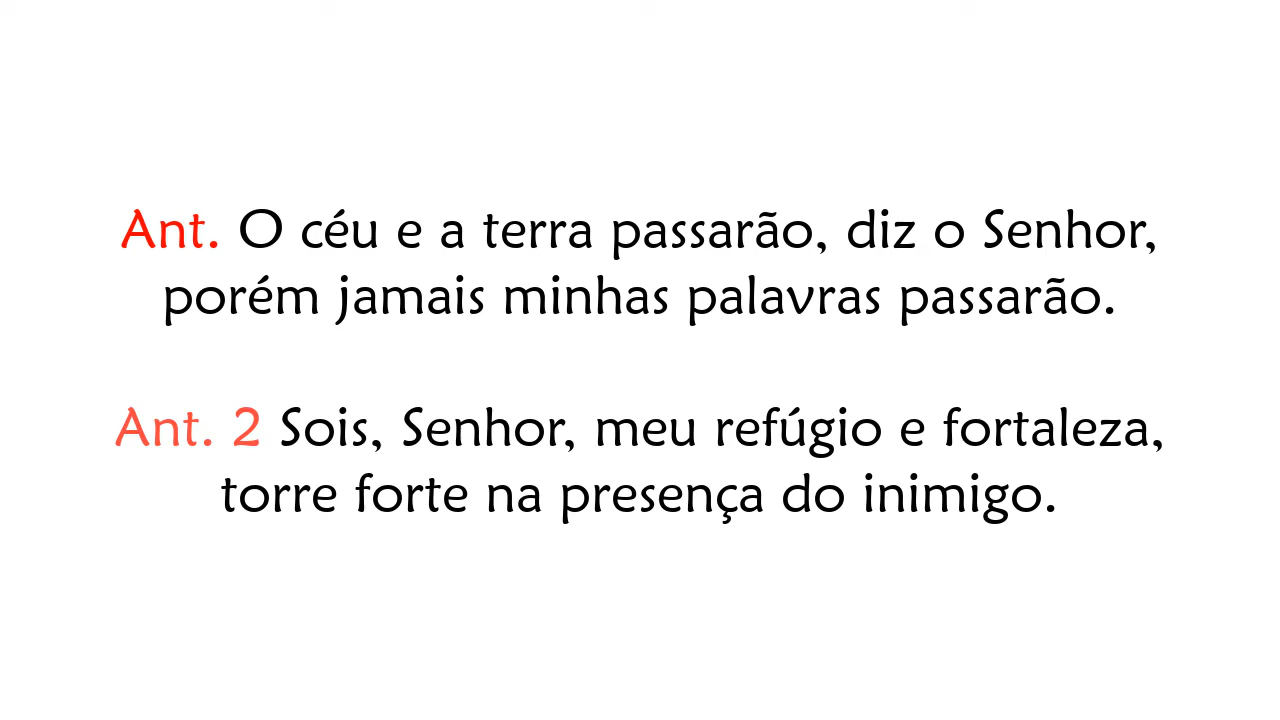 Ant. O céu e a terra passarão, diz o Senhor,
porém jamais minhas palavras passarão.
Ant. 2 Sois, Senhor, meu refúgio e fortaleza,
torre forte na presença do inimigo.